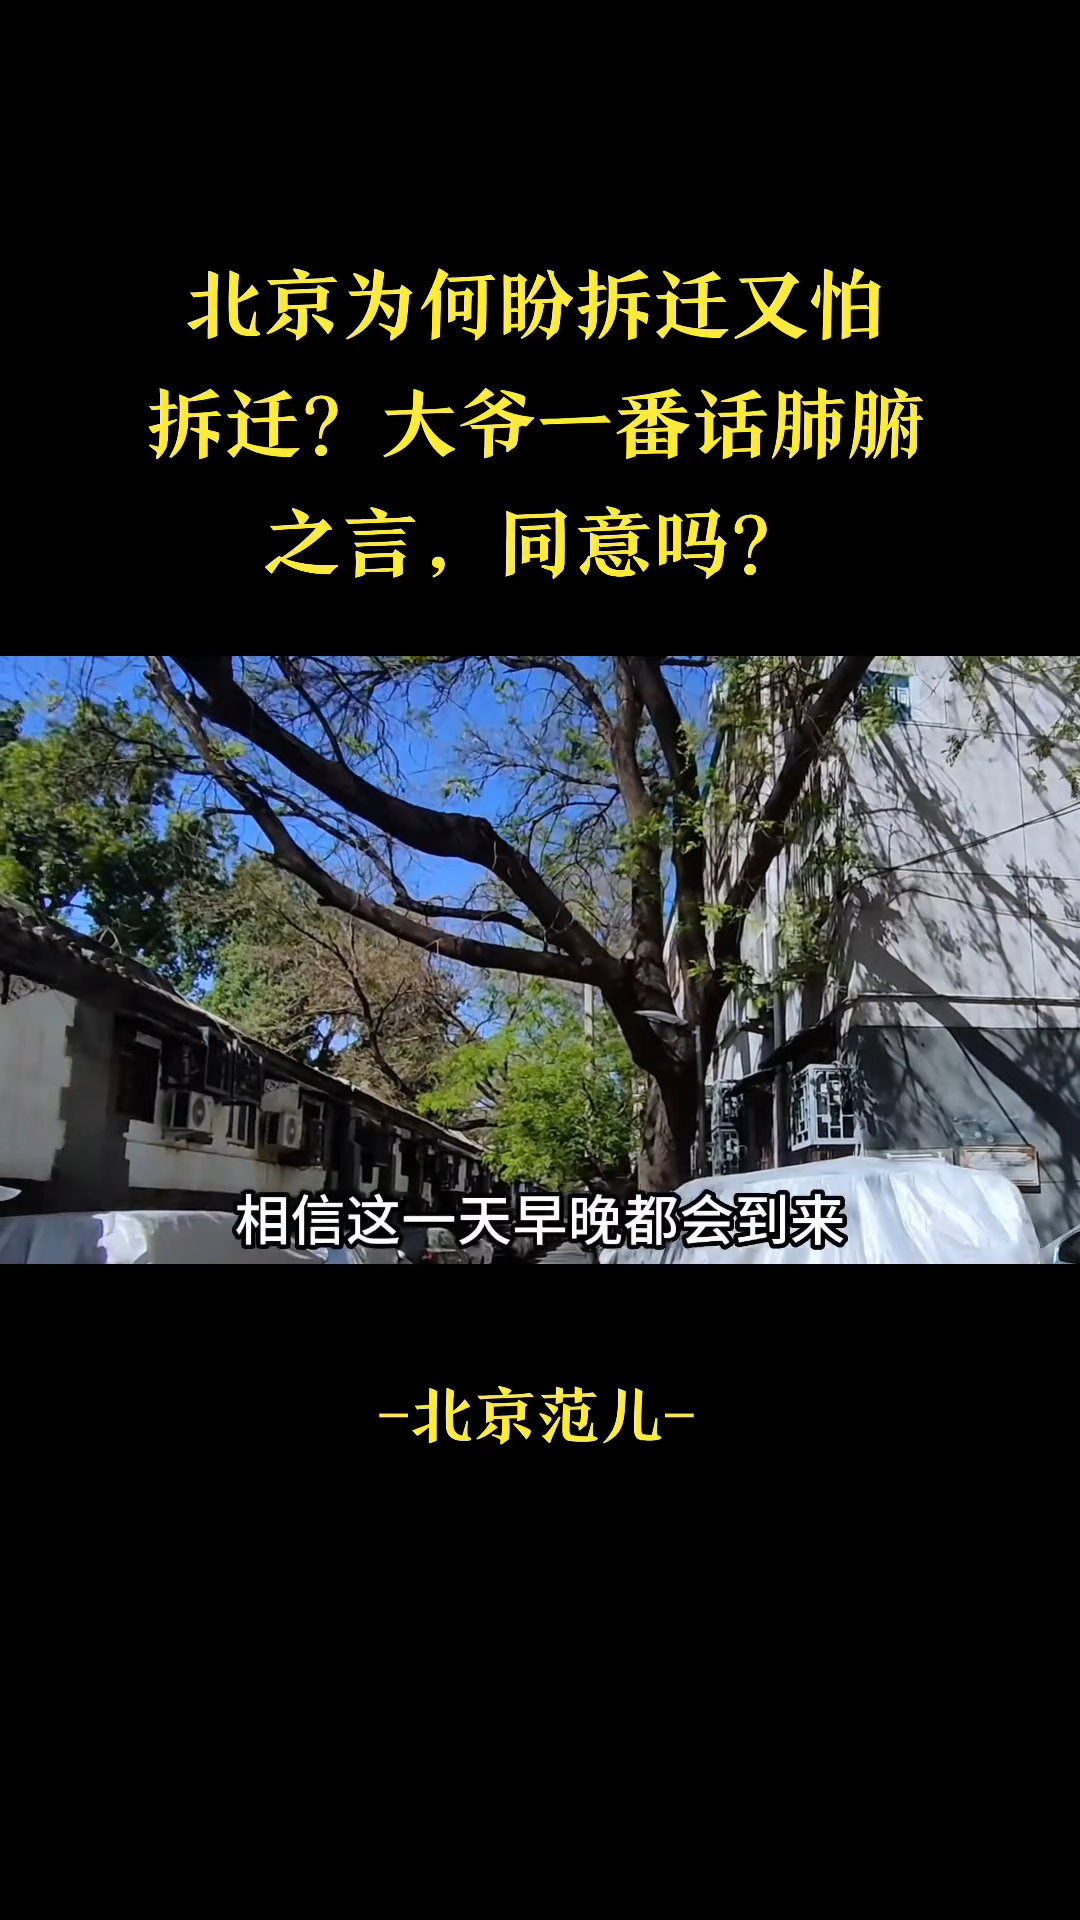 北京为何盼拆迁又怕
拆迁？大爷一番话肺腑
之言，同意吗？
相信这一天早晚都会到来
-北京范儿-